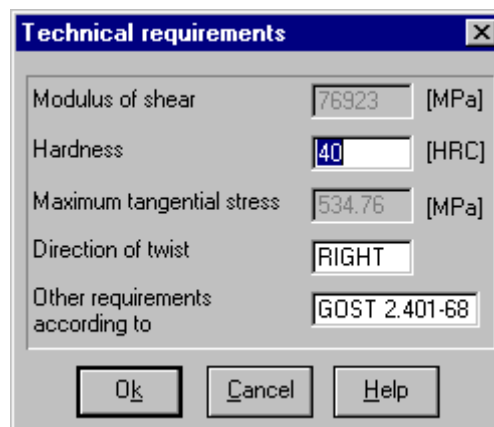 Technical requirements
Modulus of shear 76923 [MPa]
Hardness 40 [HRC]
Maximum tangential stress 534.76 [MPa]
Direction of twist RIGHT
Other requirements
according to GOST 2.401-68
Ok Cancel Help